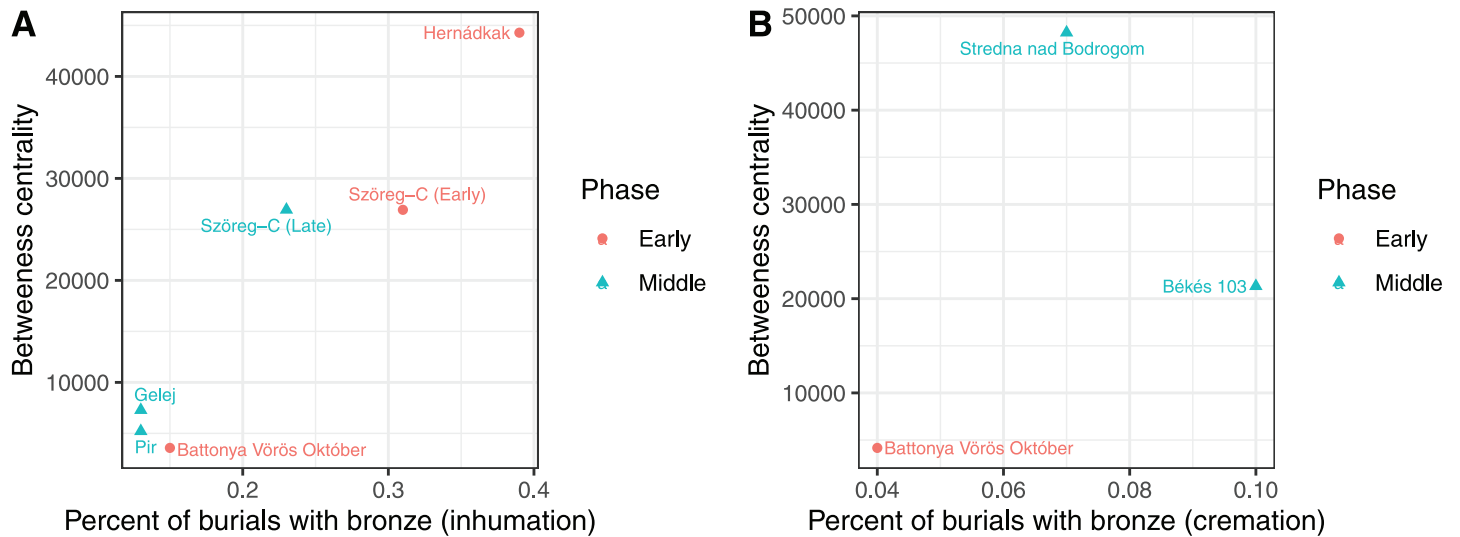 A
Betweeness centrality
40000
30000
20000
10000
Hernádkak
Szöreg–C (Early)
Szöreg–C (Late)
Gelej
Pir
Battonya Vörös Október
0.2
0.3
0.4
Percent of burials with bronze (inhumation)
Phase
Early
Middle
B
Betweeness centrality
50000
40000
30000
20000
10000
Stredna nad Bodrogom
Békés 103
Battonya Vörös Október
0.04
0.06
0.08
0.10
Percent of burials with bronze (cremation)
Phase
Early
Middle